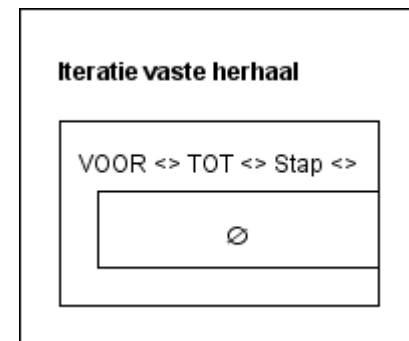 Iteratie vaste herhaal
VOOR <> TOT <> Stap <>
∅